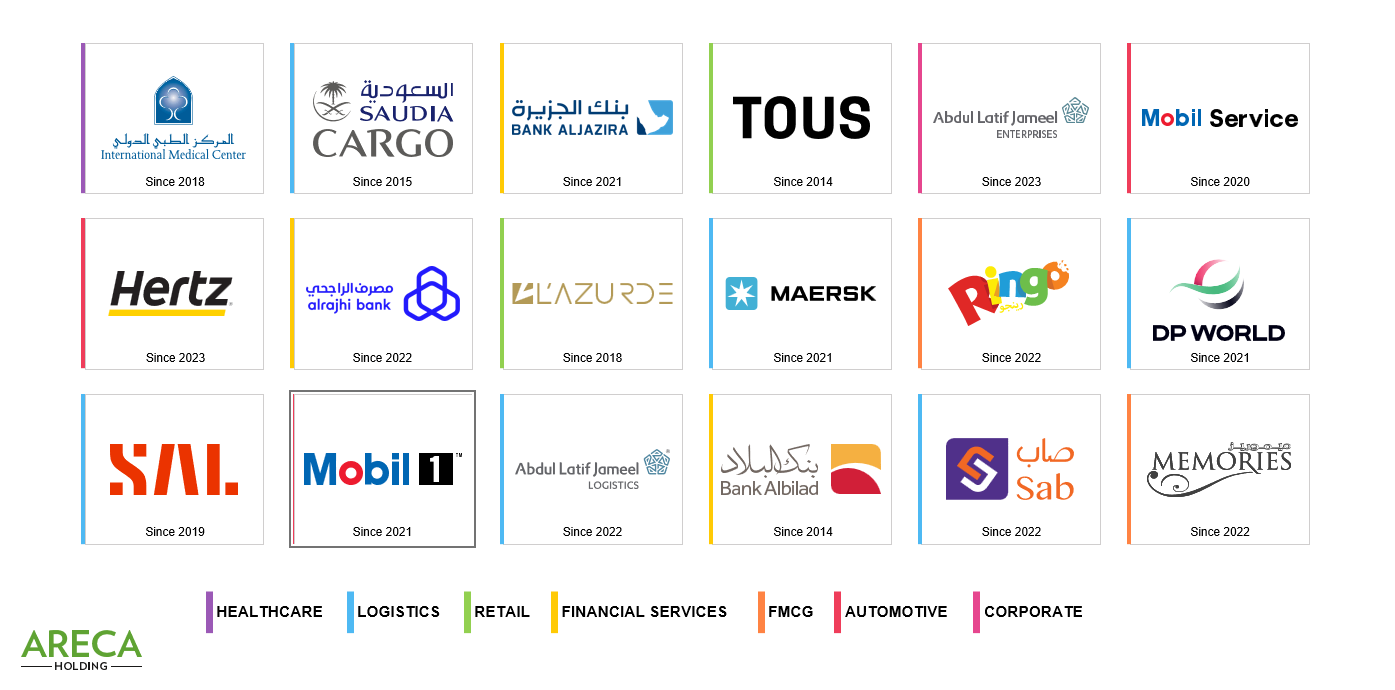 المركز الطبي الدولي
International Medical Center
Since 2018
السعودية
SAUDIA
CARGO
Since 2015
بنك الجزيرة
BANK ALJAZIRA
Since 2021
TOUS
Since 2014
Abdul Latif Jameel
ENTERPRISES
Since 2023
Mobil Service
Since 2020
Hertz
Since 2023
مصرف الراجحي
alrajhi bank
Since 2022
L'AZURDE
Since 2018
MAERSK
Since 2021
Ringo
رينجو
Since 2022
DP WORLD
Since 2021
SAL
Since 2019
Mobil 1™
Since 2021
Abdul Latif Jameel
LOGISTICS
Since 2022
بنك البلاد
Bank Albilad
Since 2014
صاب
Sab
Since 2022
ميموريز
MEMORIES
Since 2022
HEALTHCARE
LOGISTICS
RETAIL
FINANCIAL SERVICES
FMCG
AUTOMOTIVE
CORPORATE
ARECA
HOLDING